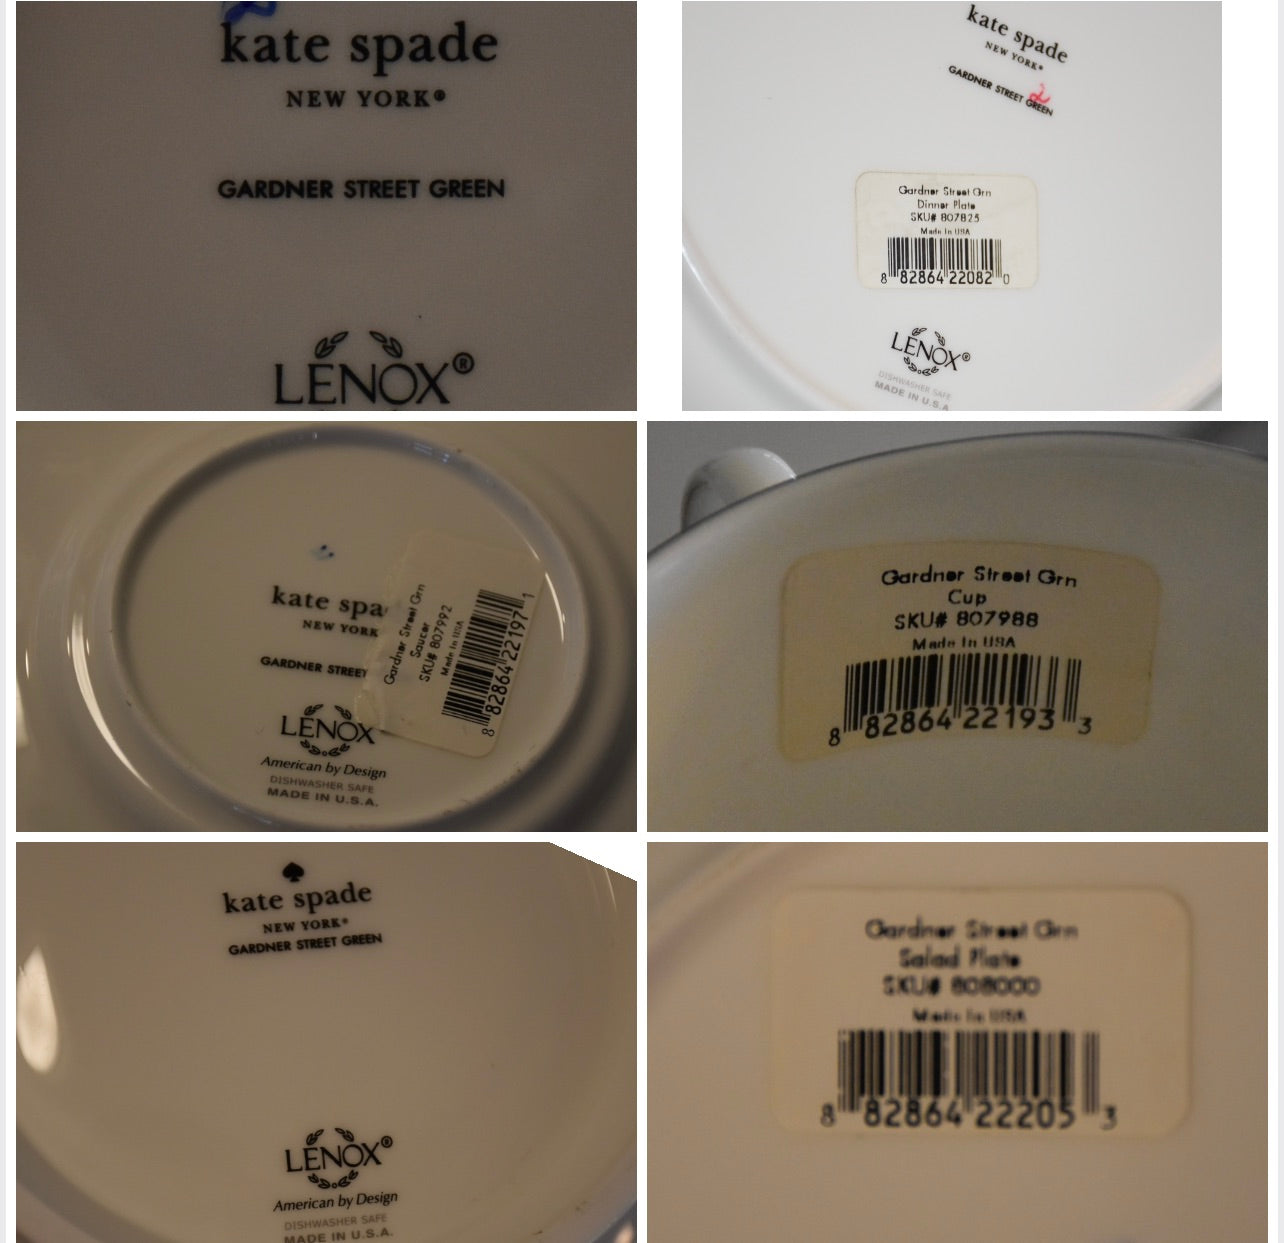 kate spade
NEW YORK®
GARDNER STREET GREEN
LENOX®
kate spade
NEW YORK®
GARDNER STREET GREEN
2
Gardner Street Grn
Dinner Plate
SKU# 807825
Made In USA
8 82864 22082 0
LENOX®
DISHWASHER SAFE
MADE IN U.S.A
kate spa
NEW YORK
GARDNER STREET
LENOX
American by Design
DISHWASHER SAFE
MADE IN U.S.A.
Gardner Street Grn
Saucer
SKU# 807992
Made In USA
8 82864 22197 1
Gardner Street Grn
Cup
SKU# 807988
Made In USA
8 82864 22193 3
kate spade
NEW YORK®
GARDNER STREET GREEN
LENOX®
American by Design
DISHWASHER SAFE
MADE IN U.S.A.
Gardner Street Grn
Salad Plate
SKU# 808000
Made In USA
8 82864 22205 3